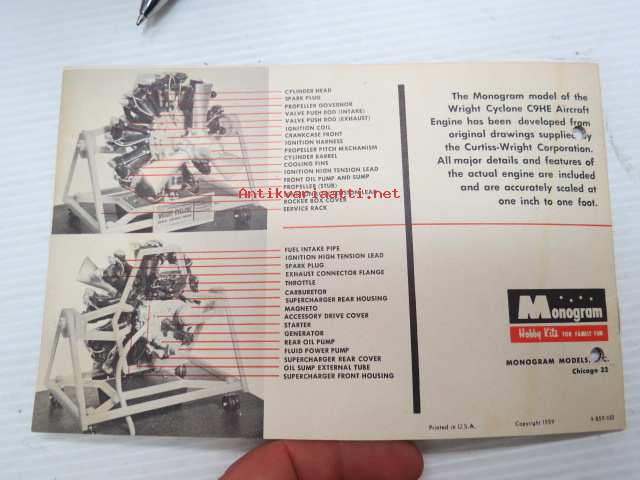 CYLINDER HEAD
SPARK PLUG
PROPELLER GOVERNOR
VALVE PUSH ROD (INTAKE)
VALVE PUSH ROD (EXHAUST)
IGNITION COIL
CRANKCASE FRONT
IGNITION HARNESS
PROPELLER PITCH MECHANISM
CYLINDER BARREL
COOLING FINS
IGNITION HIGH TENSION LEAD
FRONT OIL PUMP AND SUMP
PROPELLER (STUB)
LEAD
ROCKER BOX COVER
SERVICE RACK
Antikvariaatti.net
WRIGHT CYCLONE
FUEL INTAKE PIPE
IGNITION HIGH TENSION LEAD
SPARK PLUG
EXHAUST CONNECTOR FLANGE
THROTTLE
CARBURETOR
SUPERCHARGER REAR HOUSING
MAGNETO
ACCESSORY DRIVE COVER
STARTER
GENERATOR
REAR OIL PUMP
FLUID POWER PUMP
SUPERCHARGER REAR COVER
OIL SUMP EXTERNAL TUBE
SUPERCHARGER FRONT HOUSING
The Monogram model of the
Wright Cyclone C9HE Aircraft
Engine has been developed from
original drawings supplied by
the Curtiss-Wright Corporation.
All major details and features of
the actual engine are included
and are accurately scaled at
one inch to one foot.
Monogram
Hobby Kits FOR FAMILY FUN
MONOGRAM MODELS,
Chicago 23
Printed in U.S.A.
Copyright 1959